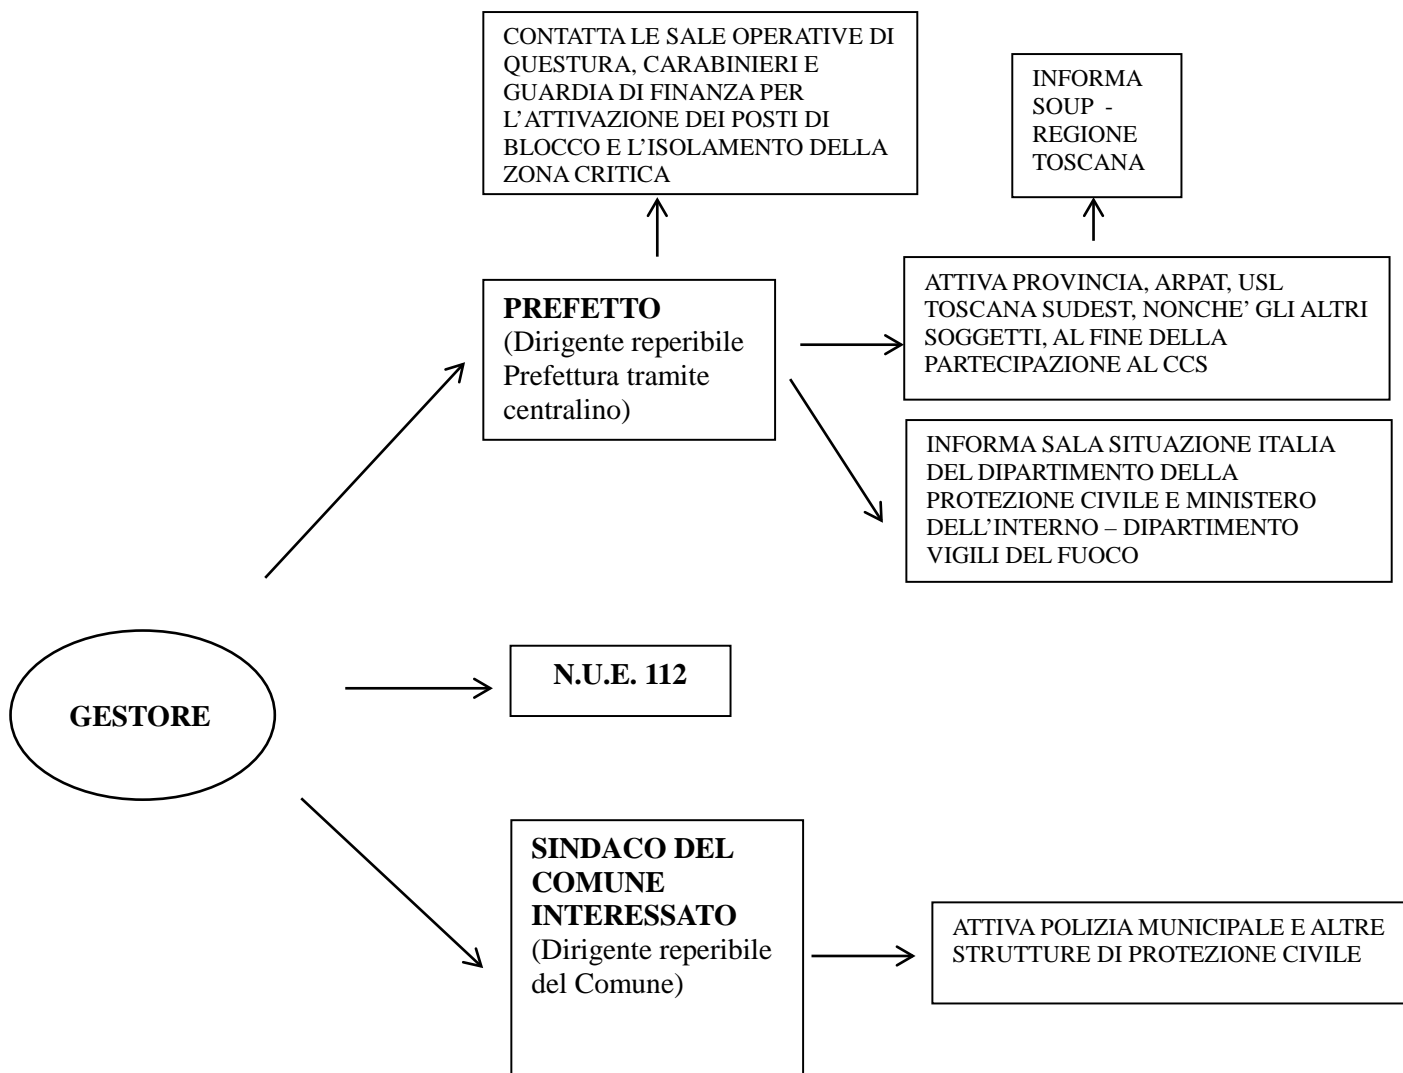 CONTATTA LE SALE OPERATIVE DI
QUESTURA, CARABINIERI E
GUARDIA DI FINANZA PER
L'ATTIVAZIONE DEI POSTI DI
BLOCCO E L'ISOLAMENTO DELLA
ZONA CRITICA
INFORMA
SOUP -
REGIONE
TOSCANA
PREFETTO
(Dirigente reperibile
Prefettura tramite
centralino)
ATTIVA PROVINCIA, ARPAT, USL
TOSCANA SUDEST, NONCHE' GLI ALTRI
SOGGETTI, AL FINE DELLA
PARTECIPAZIONE AL CCS
INFORMA SALA SITUAZIONE ITALIA
DEL DIPARTIMENTO DELLA
PROTEZIONE CIVILE E MINISTERO
DELL'INTERNO – DIPARTIMENTO
VIGILI DEL FUOCO
N.U.E. 112
GESTORE
SINDACO DEL
COMUNE
INTERESSATO
(Dirigente reperibile
del Comune)
ATTIVA POLIZIA MUNICIPALE E ALTRE
STRUTTURE DI PROTEZIONE CIVILE